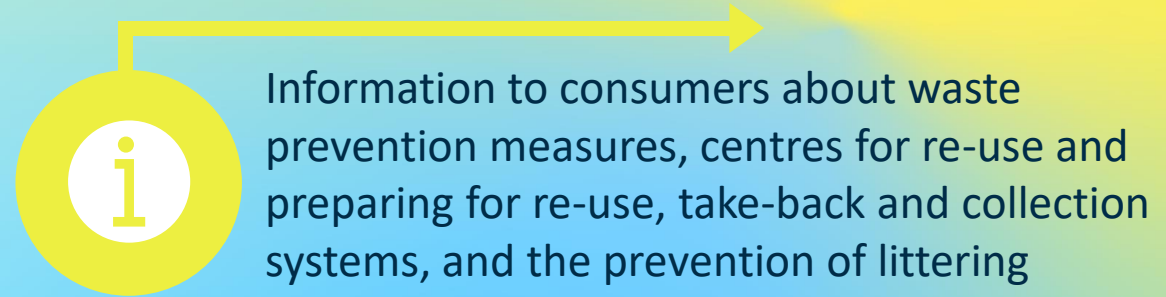 i
Information to consumers about waste
prevention measures, centres for re-use and
preparing for re-use, take-back and collection
systems, and the prevention of littering